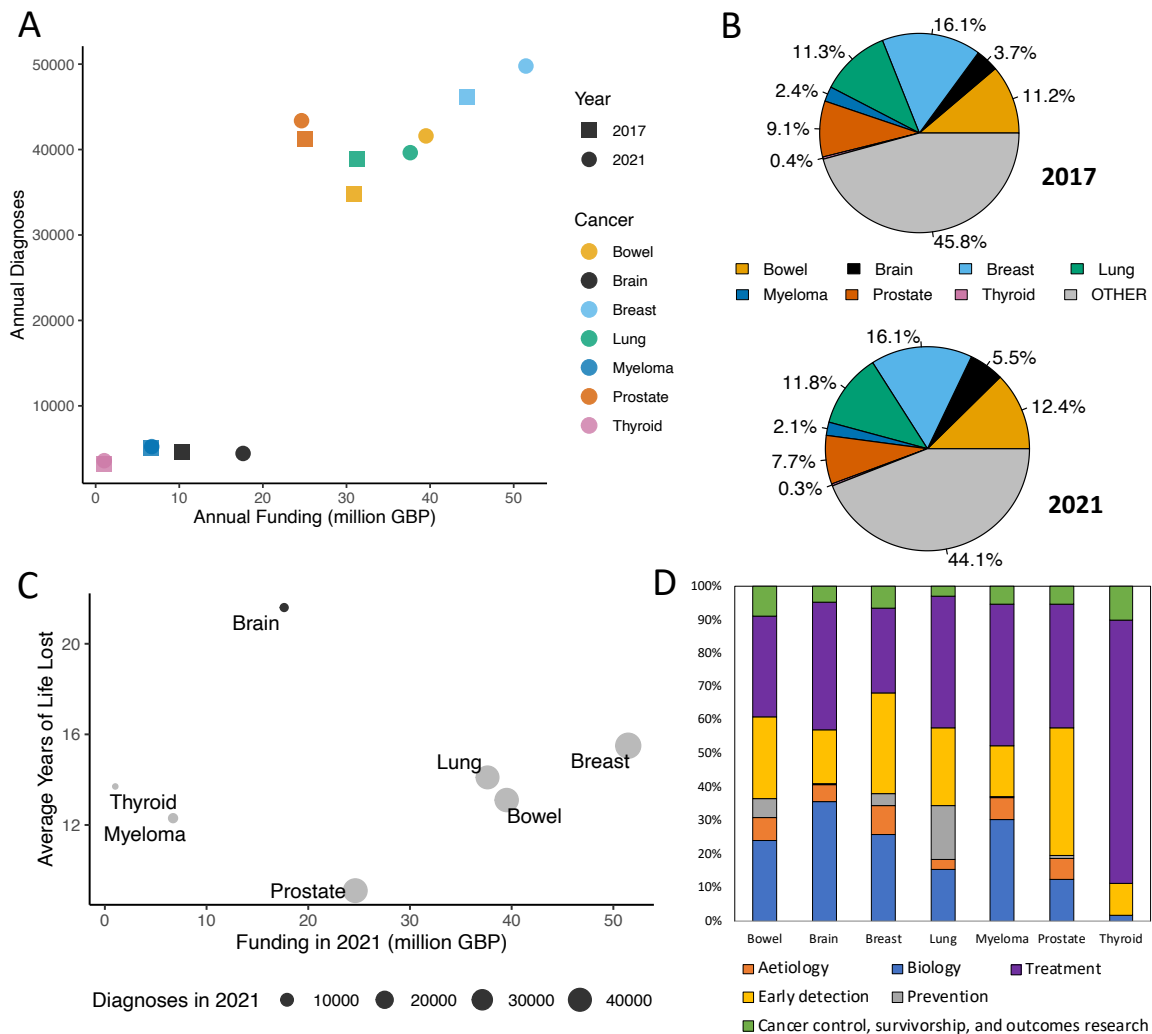 A
50000
40000
30000
20000
10000
Annual Diagnoses
0
10
20
30
40
50
Annual Funding (million GBP)
Year
2017
2021
Cancer
Bowel
Brain
Breast
Lung
Myeloma
Prostate
Thyroid
B
16.1%
3.7%
11.3%
11.2%
2.4%
9.1%
0.4%
45.8%
2017
Bowel
Brain
Breast
Lung
Myeloma
Prostate
Thyroid
OTHER
16.1%
5.5%
11.8%
12.4%
2.1%
7.7%
0.3%
44.1%
2021
C
Average Years of Life Lost
20
16
12
Brain
Lung
Breast
Thyroid
Bowel
Myeloma
Prostate
0
10
20
30
40
50
Funding in 2021 (million GBP)
Diagnoses in 2021
10000
20000
30000
40000
D
100%
90%
80%
70%
60%
50%
40%
30%
20%
10%
0%
Bowel
Brain
Breast
Lung
Myeloma
Prostate
Thyroid
Aetiology
Biology
Treatment
Early detection
Prevention
Cancer control, survivorship, and outcomes research